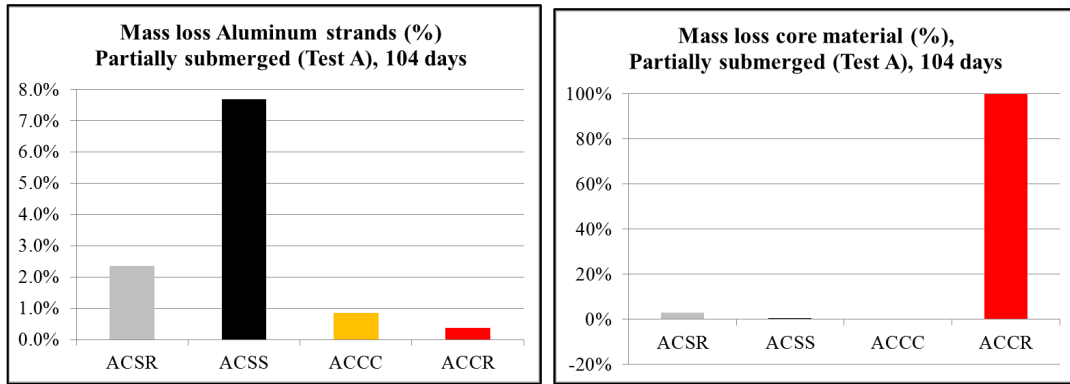 Mass loss Aluminum strands (%)
Partially submerged (Test A), 104 days
8.0%
7.0%
6.0%
5.0%
4.0%
3.0%
2.0%
1.0%
0.0%
ACSR ACSS ACCC ACCR
Mass loss core material (%),
Partially submerged (Test A), 104 days
100%
80%
60%
40%
20%
0%
-20%
ACSR ACSS ACCC ACCR